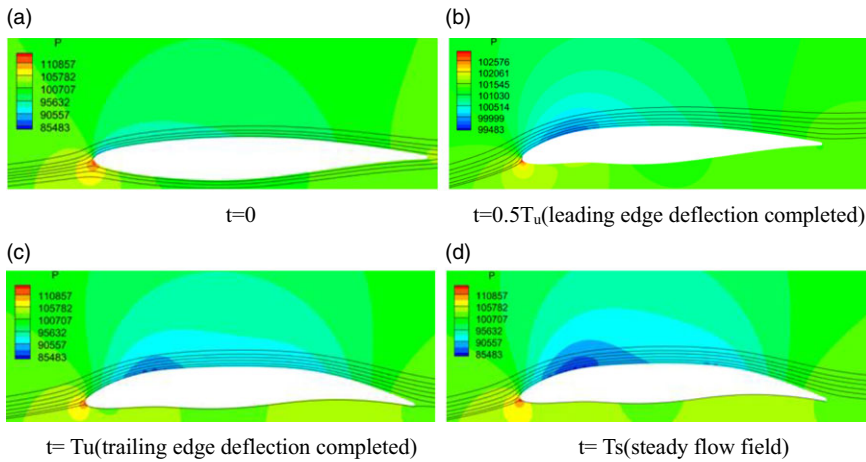 (a)
P
110857
105782
100707
95632
90557
85483
t=0
(b)
P
102576
102061
101545
101030
100514
99999
99483
t=0.5Tu(leading edge deflection completed)
(c)
P
110857
105782
100707
95632
90557
85483
t= Tu(trailing edge deflection completed)
(d)
P
110857
105782
100707
95632
90557
85483
t= Ts(steady flow field)